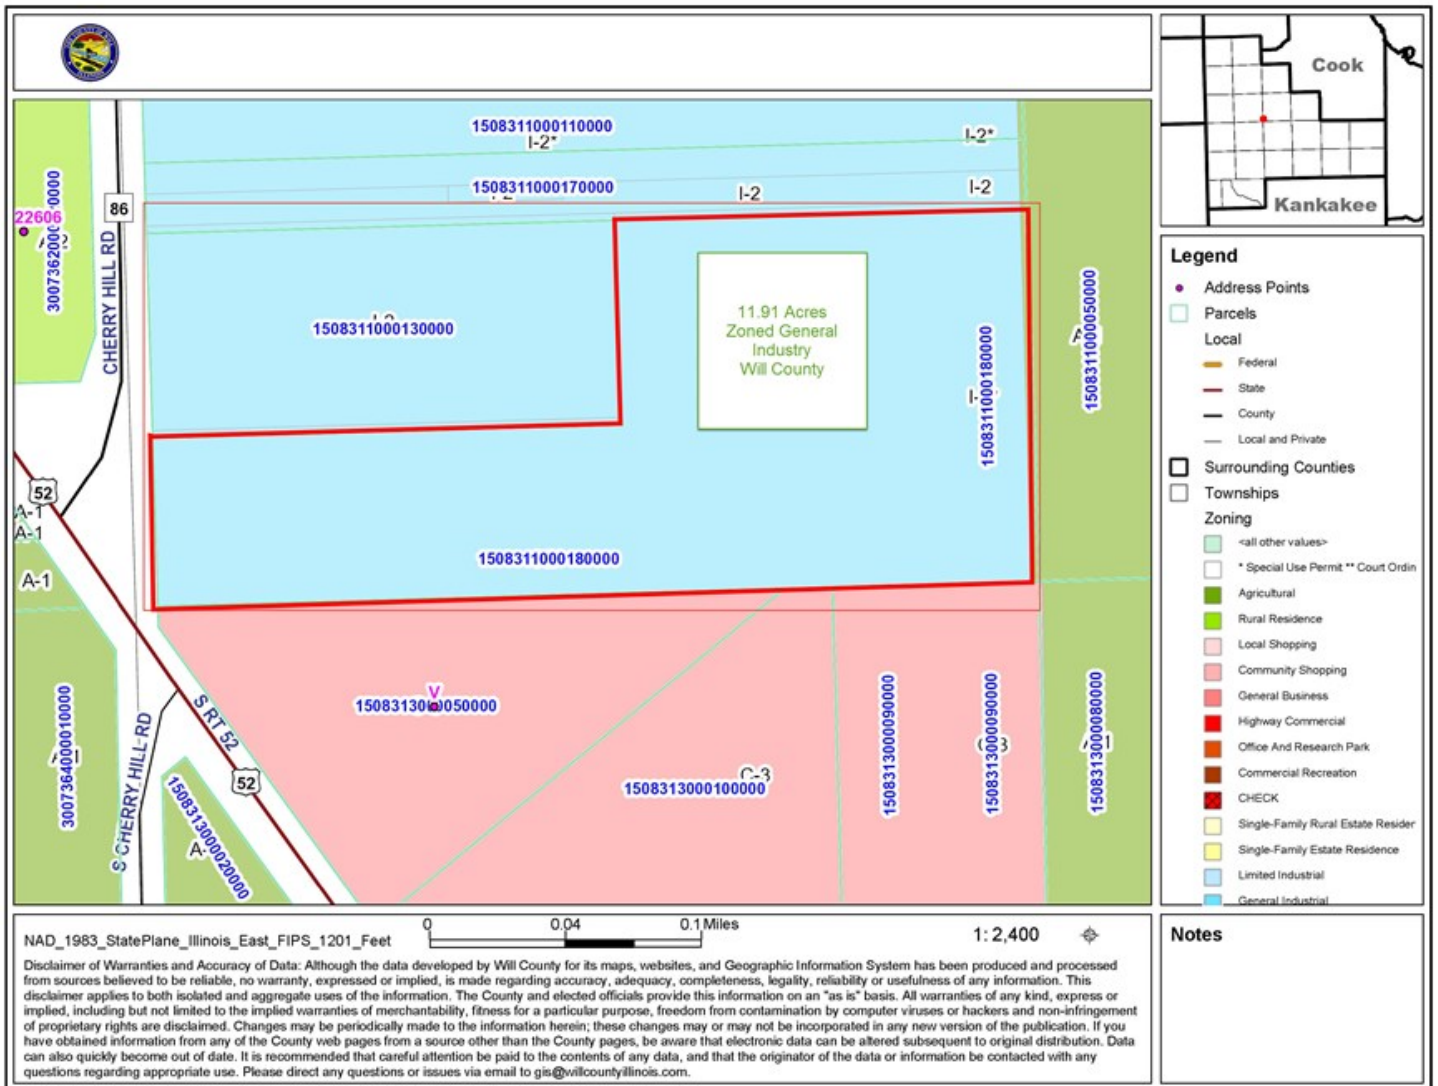 Cook
Kankakee
1508311000110000
I-2*
I-2*
1508311000170000
I-2
I-2
86
22606
CHERRY HILL RD
1508311000130000
11.91 Acres
Zoned General
Industry
Will County
1508311000180000
1508311000050000
52
A-1
A-1
A-1
1508311000180000
V
1508313000050000
S RT 52
52
S CHERRY HILL RD
3007364000010000
1508313000020000
C-3
1508313000100000
1508313000090000
1508313000090000
1508313000080000
Legend
Address Points
Parcels
Local
Federal
State
County
Local and Private
Surrounding Counties
Townships
Zoning
<all other values>
* Special Use Permit ** Court Ordin
Agricultural
Rural Residence
Local Shopping
Community Shopping
General Business
Highway Commercial
Office And Research Park
Commercial Recreation
CHECK
Single-Family Rural Estate Resider
Single-Family Estate Residence
Limited Industrial
General Industrial
NAD_1983_StatePlane_Illinois_East_FIPS_1201_Feet
0 0.04 0.1 Miles
1: 2,400
Disclaimer of Warranties and Accuracy of Data: Although the data developed by Will County for its maps, websites, and Geographic Information System has been produced and processed
from sources believed to be reliable, no warranty, expressed or implied, is made regarding accuracy, adequacy, completeness, legality, reliability or usefulness of any information. This
disclaimer applies to both isolated and aggregate uses of the information. The County and elected officials provide this information on an "as is" basis. All warranties of any kind, express or
implied, including but not limited to the implied warranties of merchantability, fitness for a particular purpose, freedom from contamination by computer viruses or hackers and non-infringement
of proprietary rights are disclaimed. Changes may be periodically made to the information herein; these changes may or may not be incorporated in any new version of the publication. If you
have obtained information from any of the County web pages from a source other than the County pages, be aware that electronic data can be altered subsequent to original distribution. Data
can also quickly become out of date. It is recommended that careful attention be paid to the contents of any data, and that the originator of the data or information be contacted with any
questions regarding appropriate use. Please direct any questions or issues via email to gis@willcountyillinois.com.
Notes